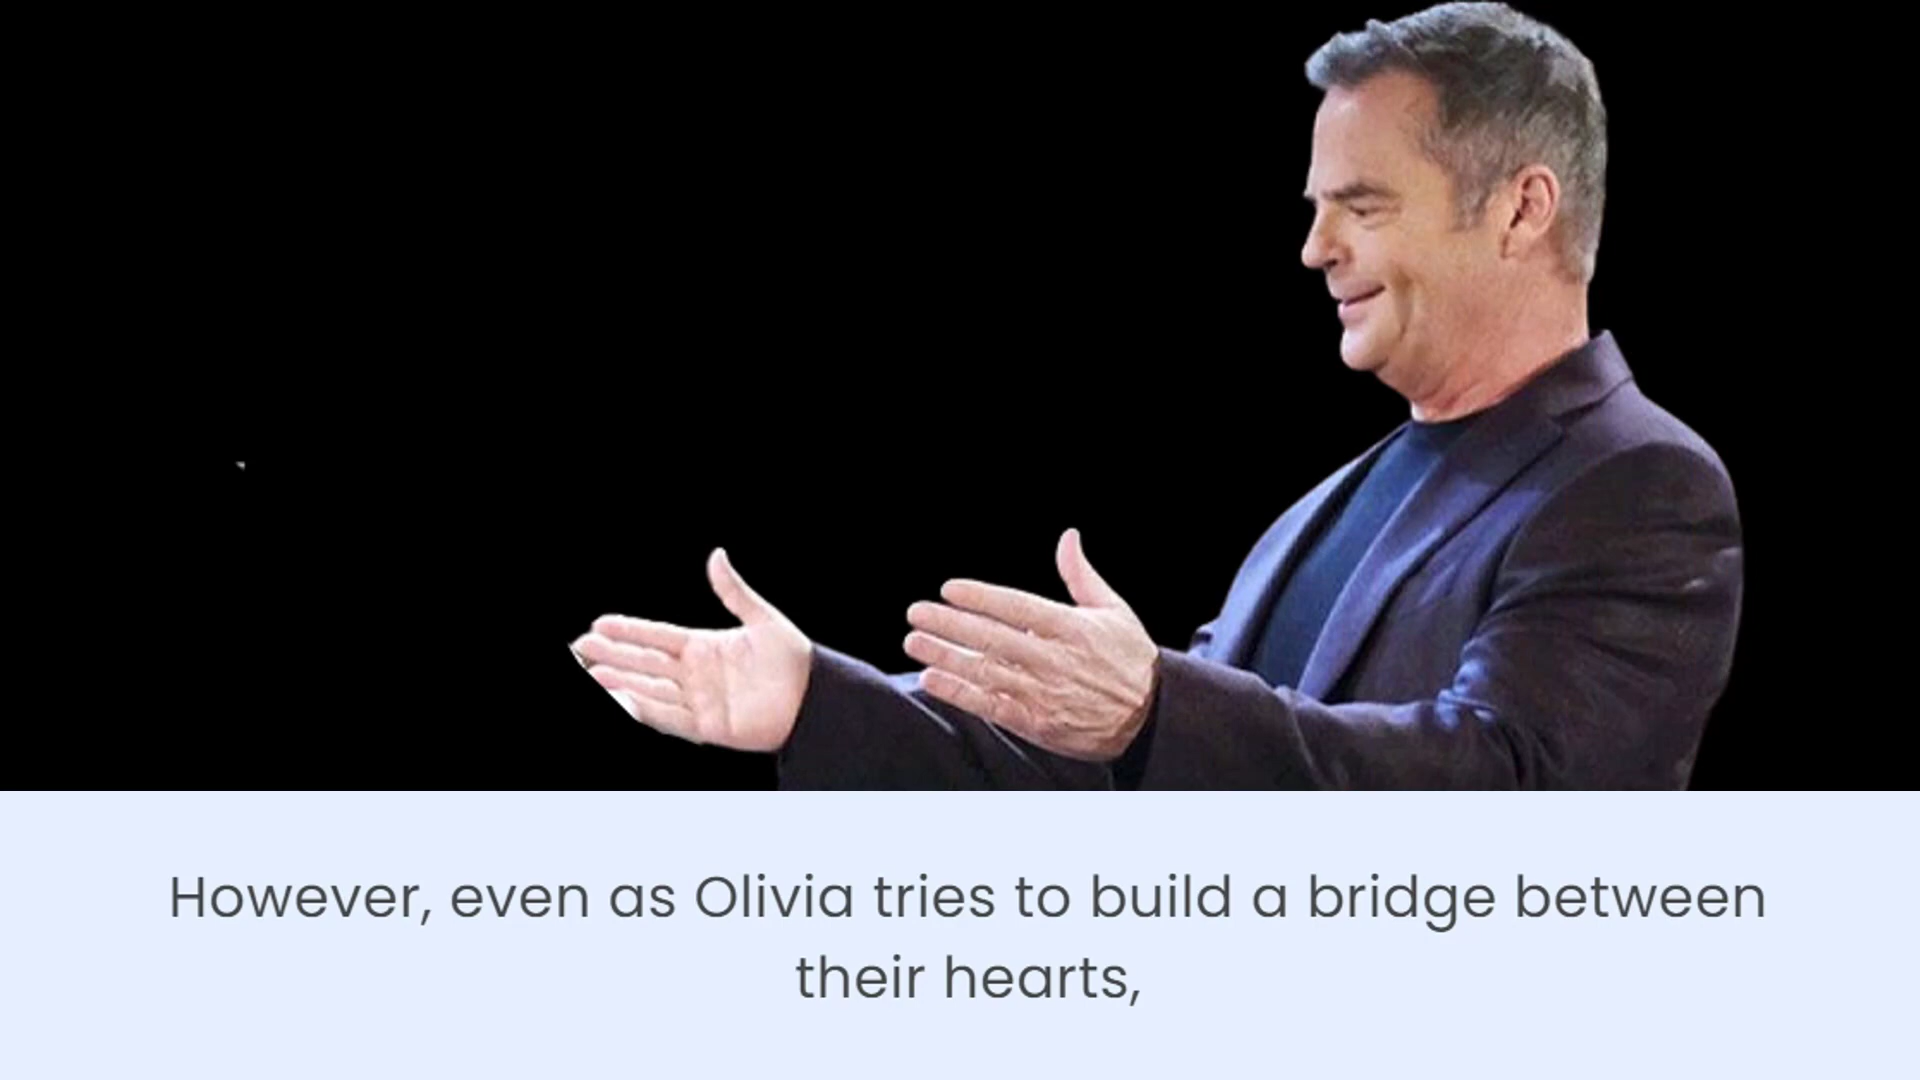 However, even as Olivia tries to build a bridge between
their hearts,